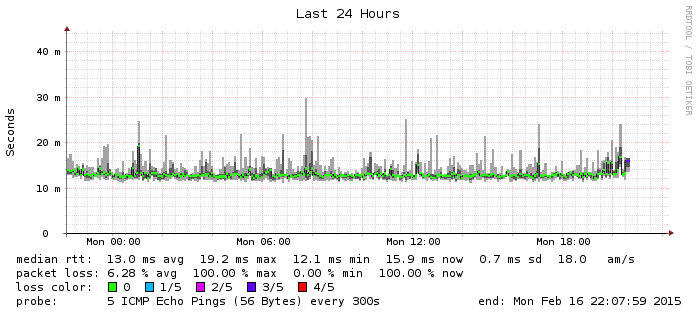 Last 24 Hours
RRDTOOL / TOBI OETIKER
Seconds
40 m
30 m
20 m
10 m
0
Mon 00:00 Mon 06:00 Mon 12:00 Mon 18:00
median rtt: 13.0 ms avg 19.2 ms max 12.1 ms min 15.9 ms now 0.7 ms sd 18.0 am/s
packet loss: 6.28 % avg 100.00 % max 0.00 % min 100.00 % now
loss color: 0 1/5 2/5 3/5 4/5
probe: 5 ICMP Echo Pings (56 Bytes) every 300s end: Mon Feb 16 22:07:59 2015